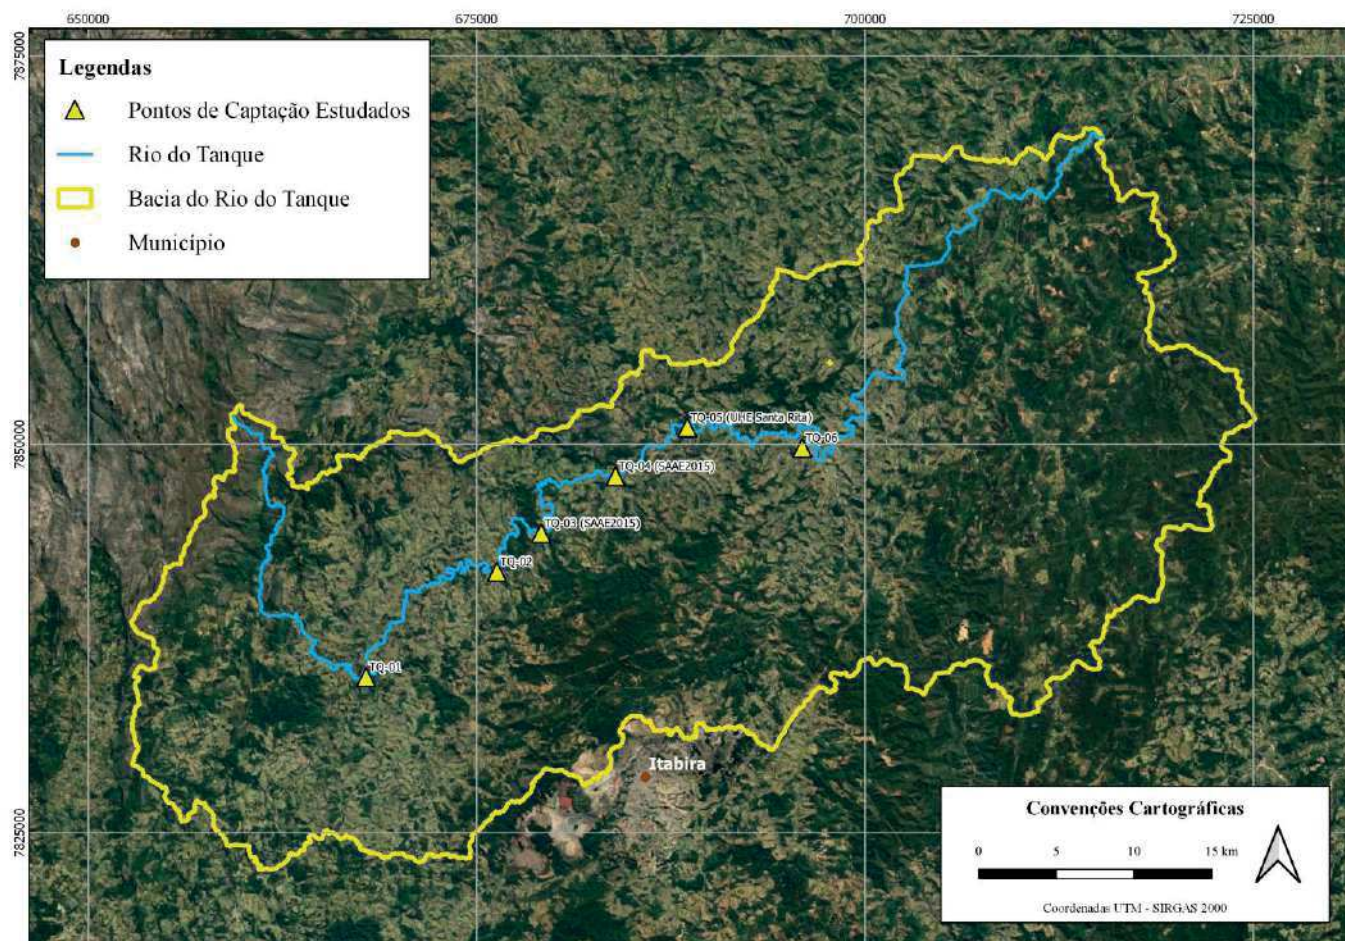 650000
675000
700000
725000
7875000
7850000
7825000
Legendas
Pontos de Captação Estudados
Rio do Tanque
Bacia do Rio do Tanque
Município
TQ-05 (UHE Santa Rita)
TQ-06
TQ-04 (SAAE2015)
TQ-03 (SAAE2015)
TQ-02
TQ-01
Itabira
Convenções Cartográficas
0 5 10 15 km
Coordenadas UTM - SIRGAS 2000